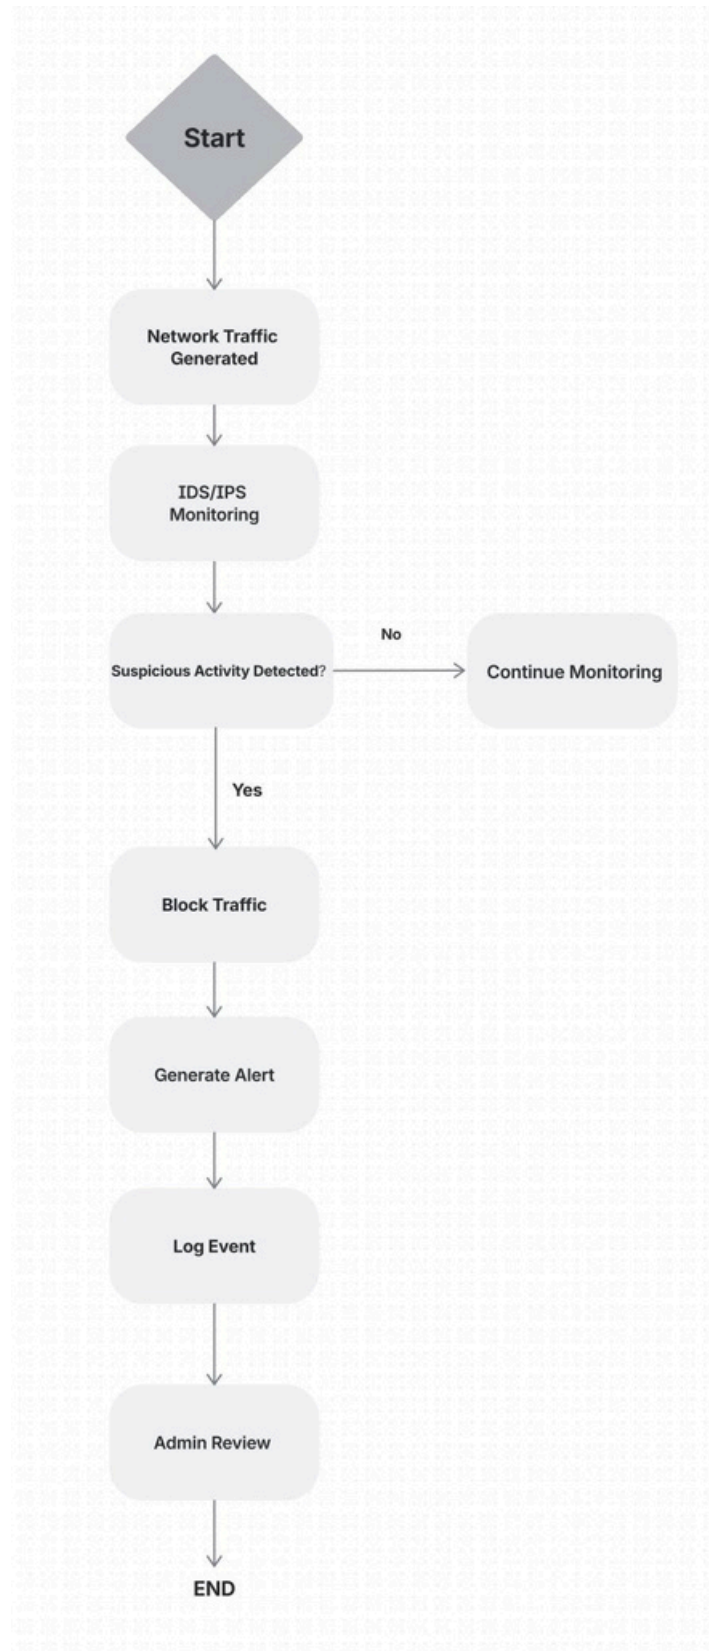 Start
Network Traffic
Generated
IDS/IPS
Monitoring
Suspicious Activity Detected?
No
Continue Monitoring
Yes
Block Traffic
Generate Alert
Log Event
Admin Review
END